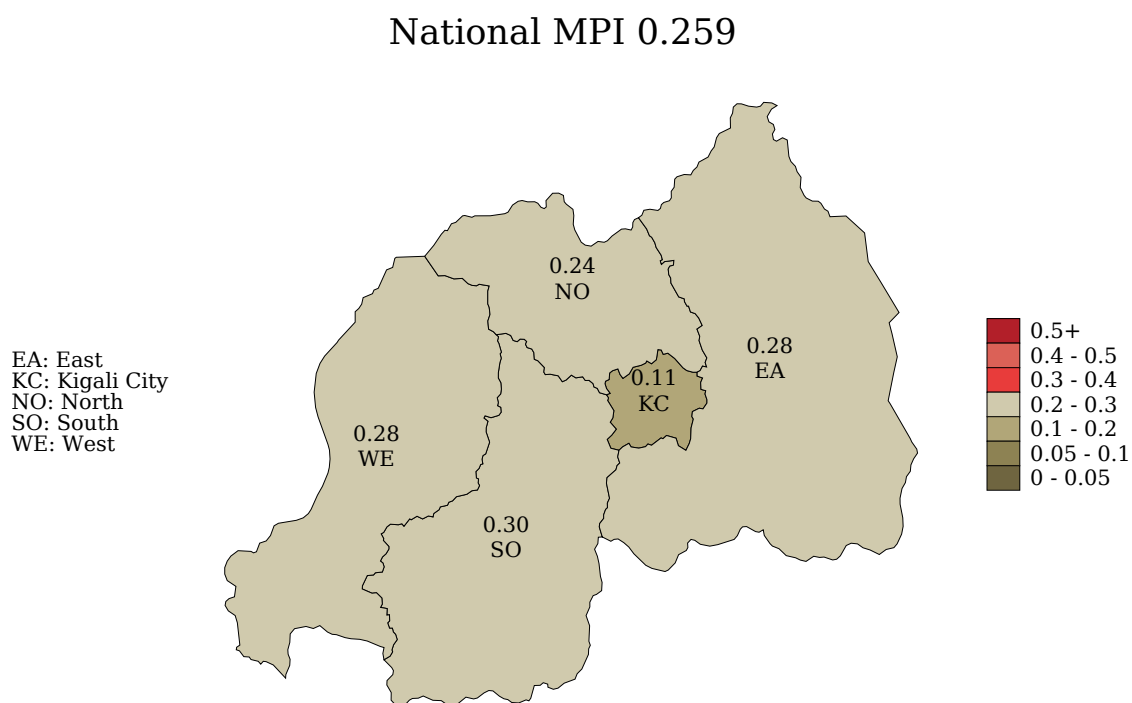 National MPI 0.259
0.24
NO
0.28
EA
0.11
KC
0.28
WE
0.30
SO
EA: East
KC: Kigali City
NO: North
SO: South
WE: West
0.5+
0.4 - 0.5
0.3 - 0.4
0.2 - 0.3
0.1 - 0.2
0.05 - 0.1
0 - 0.05